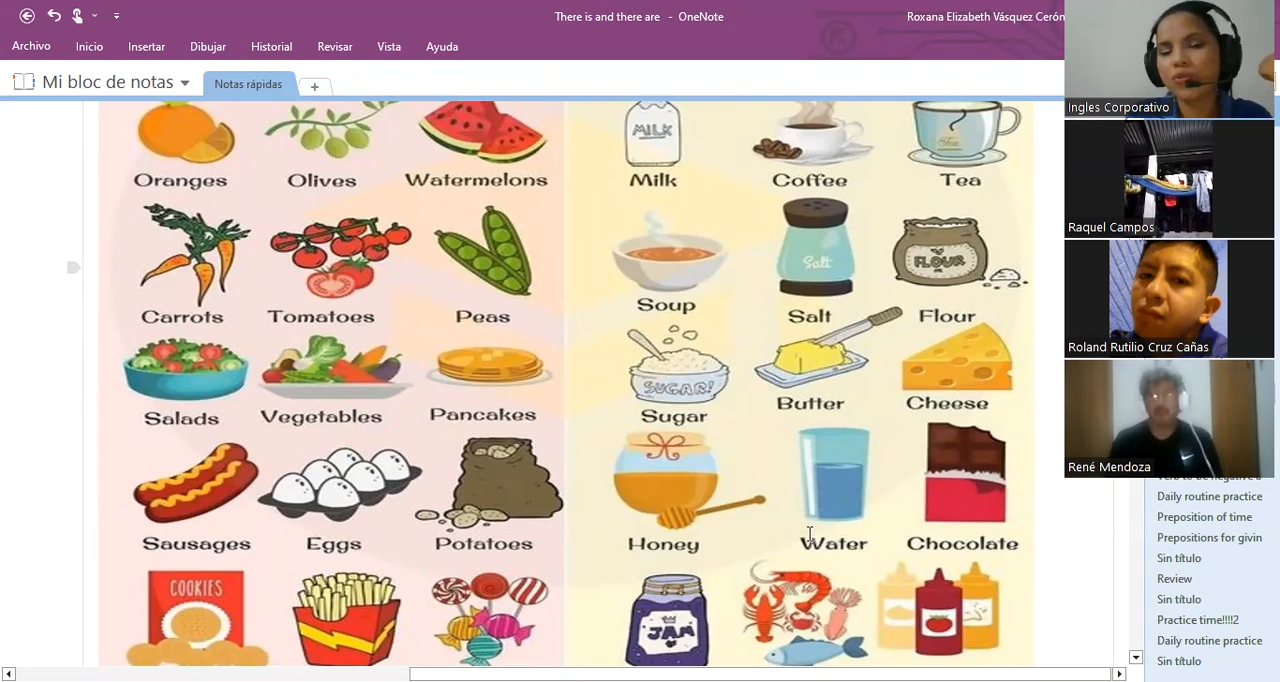 There is and there are - OneNote
Roxana Elizabeth Vásquez Cerón
Archivo Inicio Insertar Dibujar Historial Revisar Vista Ayuda
Mi bloc de notas
Notas rápidas
+
MILK
Tea
Oranges Olives Watermelons Milk Coffee Tea
Salt
FLOUR
Carrots Tomatoes Peas Soup Salt Flour
SUGAR!
Salads Vegetables Pancakes Sugar Butter Cheese
Sausages Eggs Potatoes Honey Water Chocolate
COOKIES
JAM
Ingles Corporativo
Raquel Campos
Roland Rutilio Cruz Cañas
René Mendoza
Daily routine practice
Preposition of time
Prepositions for givin
Sin título
Review
Sin título
Practice time!!!!2
Daily routine practice
Sin título